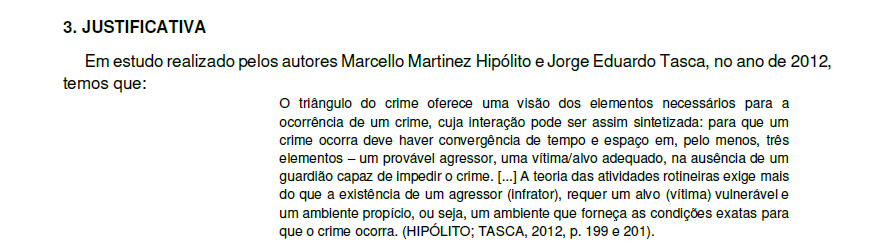 3. JUSTIFICATIVA
Em estudo realizado pelos autores Marcello Martinez Hipólito e Jorge Eduardo Tasca, no ano de 2012,
temos que:
O triângulo do crime oferece uma visão dos elementos necessários para a
ocorrência de um crime, cuja interação pode ser assim sintetizada: para que um
crime ocorra deve haver convergência de tempo e espaço em, pelo menos, três
elementos – um provável agressor, uma vítima/alvo adequado, na ausência de um
guardião capaz de impedir o crime. [...] A teoria das atividades rotineiras exige mais
do que a existência de um agressor (infrator), requer um alvo (vítima) vulnerável e
um ambiente propício, ou seja, um ambiente que forneça as condições exatas para
que o crime ocorra. (HIPÓLITO; TASCA, 2012, p. 199 e 201).